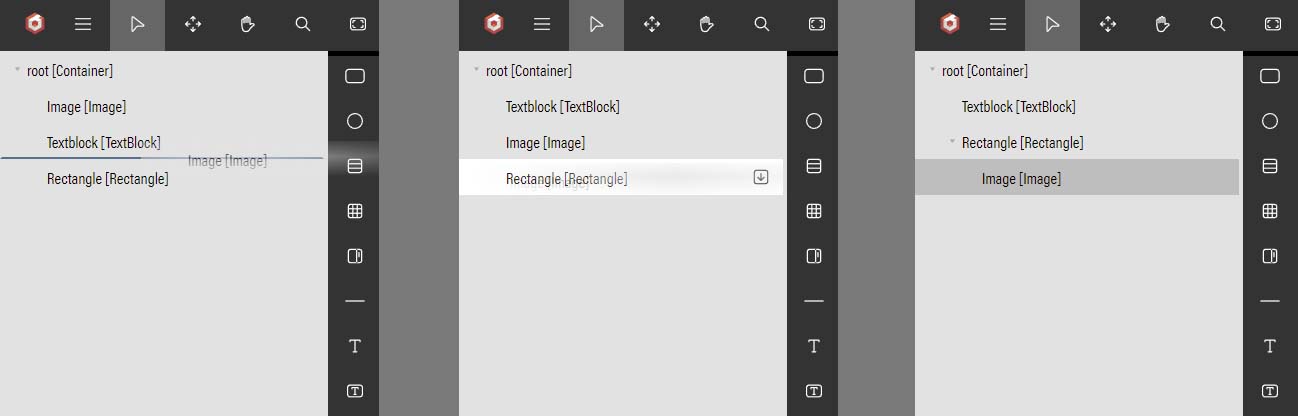 root [Container]
Image [Image]
Textblock [TextBlock]
Image [Image]
Rectangle [Rectangle]
T
T
root [Container]
Textblock [TextBlock]
Image [Image]
Rectangle [Rectangle]
T
T
root [Container]
Textblock [TextBlock]
Rectangle [Rectangle]
Image [Image]
T
T